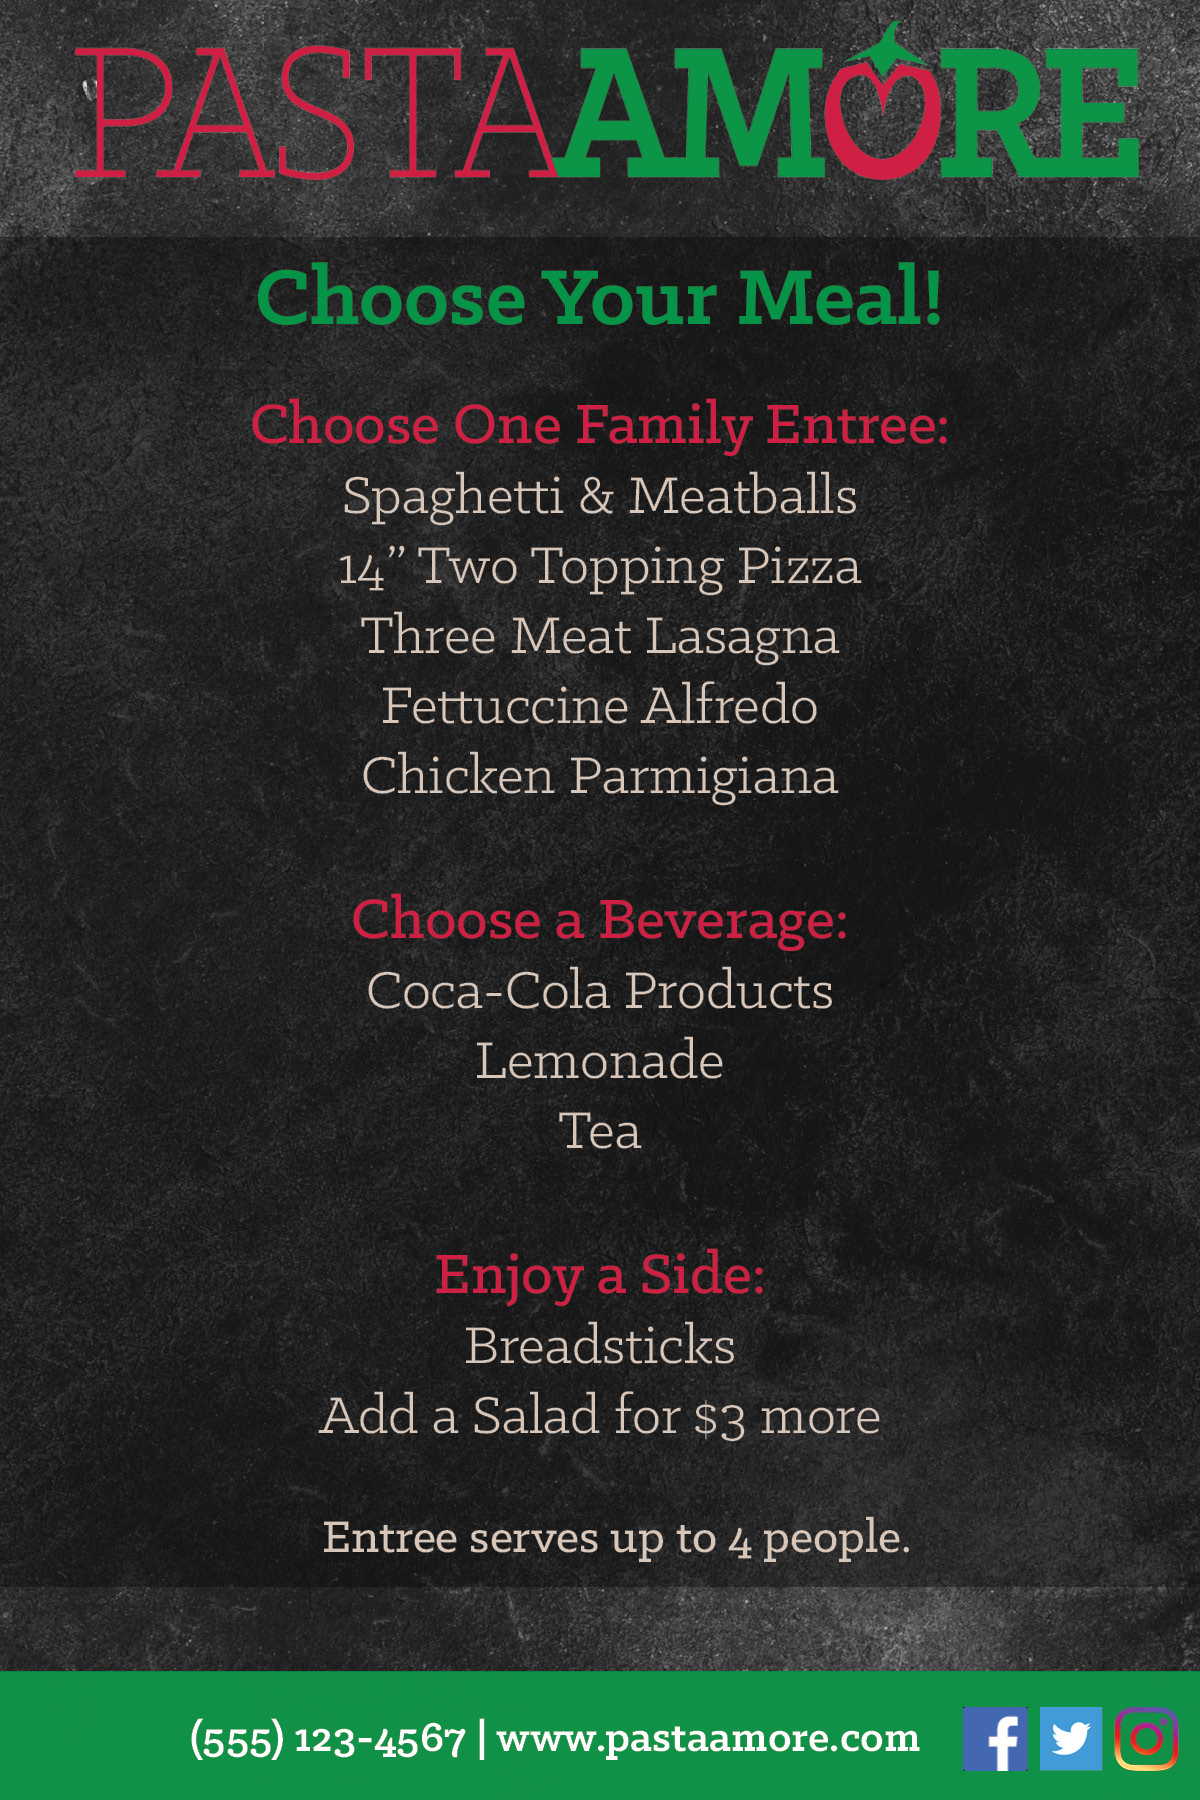 PASTAAMORE
Choose Your Meal!
Choose One Family Entree:
Spaghetti & Meatballs
14” Two Topping Pizza
Three Meat Lasagna
Fettuccine Alfredo
Chicken Parmigiana
Choose a Beverage:
Coca-Cola Products
Lemonade
Tea
Enjoy a Side:
Breadsticks
Add a Salad for $3 more
Entree serves up to 4 people.
(555) 123-4567 | www.pastaamore.com